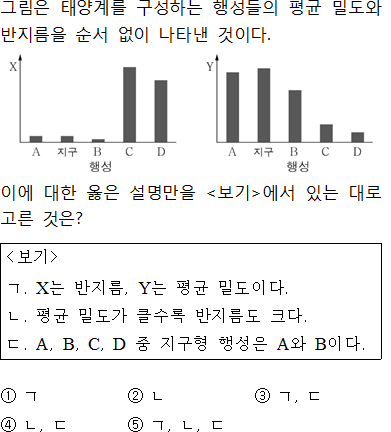 그림은 태양계를 구성하는 행성들의 평균 밀도와
반지름을 순서 없이 나타낸 것이다.
X
A 지구 B C D
행성
Y
A 지구 B C D
행성
이에 대한 옳은 설명만을 <보기>에서 있는 대로
고른 것은?
<보기>
ㄱ. X는 반지름, Y는 평균 밀도이다.
ㄴ. 평균 밀도가 클수록 반지름도 크다.
ㄷ. A, B, C, D 중 지구형 행성은 A와 B이다.
① ㄱ ② ㄴ ③ ㄱ, ㄷ
④ ㄴ, ㄷ ⑤ ㄱ, ㄴ, ㄷ